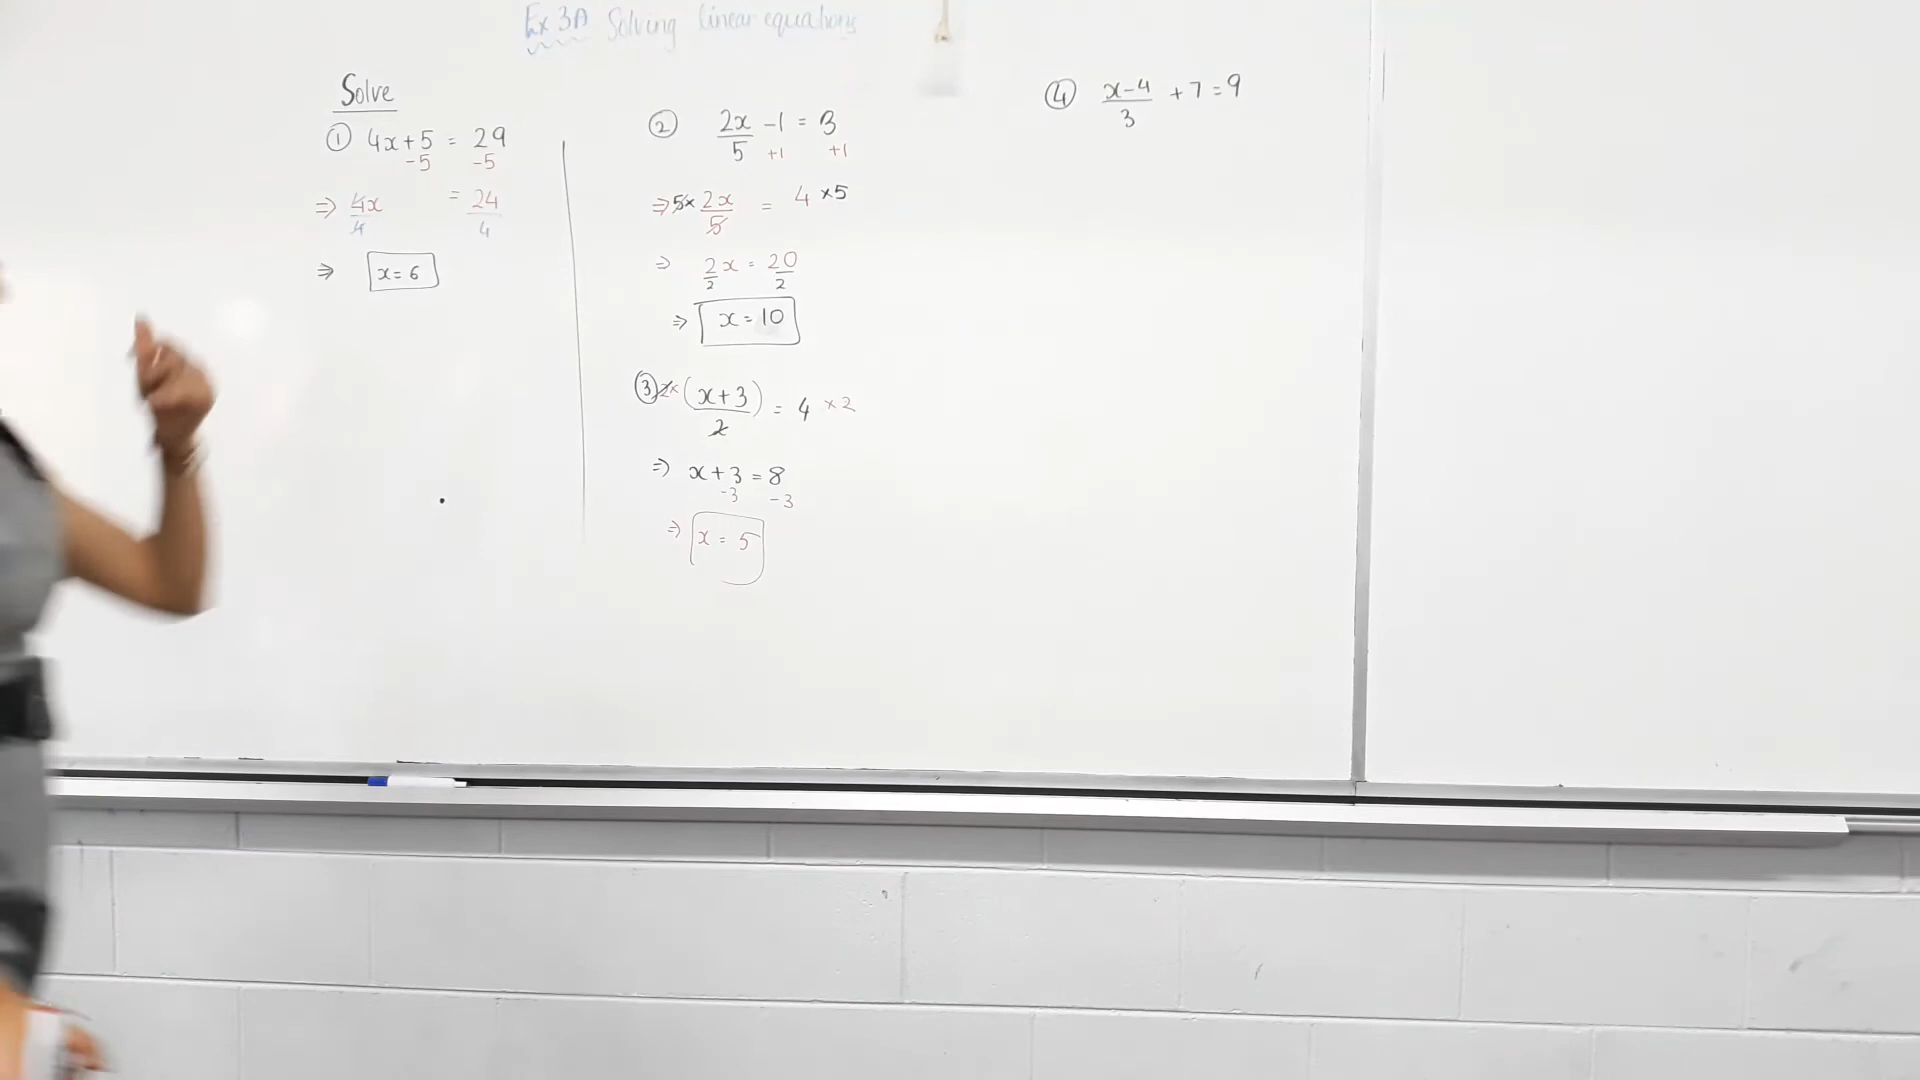 Ex 3A Solving linear equations
Solve
① 4x+5 = 29
-5 -5
⇒ 4x/4 = 24/4
⇒ x=6
② 2x/5 -1 = 3
+1 +1
⇒ 5× 2x/5 = 4 ×5
⇒ 2x/2 = 20/2
⇒ x=10
③ 2× (x+3)/2 = 4 ×2
⇒ x+3 = 8
-3 -3
⇒ x = 5
④ x-4/3 +7=9